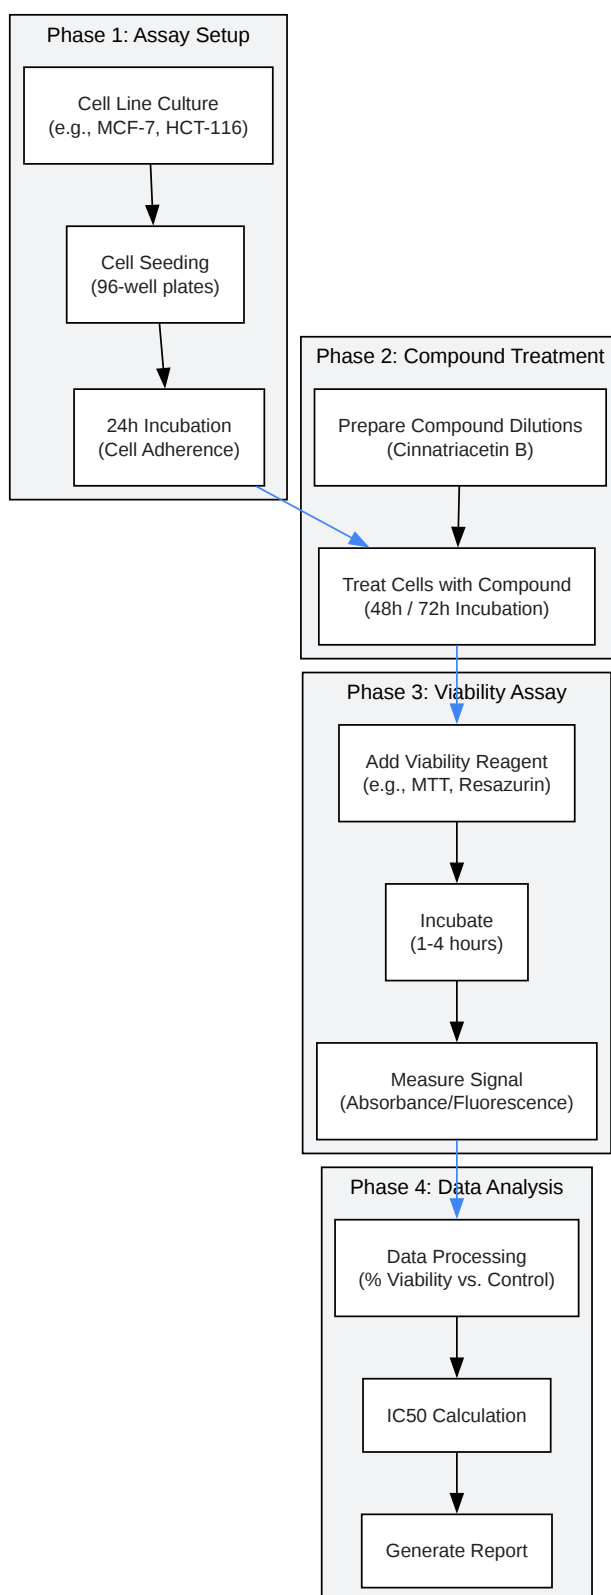 Phase 1: Assay Setup
Cell Line Culture
(e.g., MCF-7, HCT-116)
Cell Seeding
(96-well plates)
24h Incubation
(Cell Adherence)
Phase 2: Compound Treatment
Prepare Compound Dilutions
(Cinnatriacetin B)
Treat Cells with Compound
(48h / 72h Incubation)
Phase 3: Viability Assay
Add Viability Reagent
(e.g., MTT, Resazurin)
Incubate
(1-4 hours)
Measure Signal
(Absorbance/Fluorescence)
Phase 4: Data Analysis
Data Processing
(% Viability vs. Control)
IC50 Calculation
Generate Report